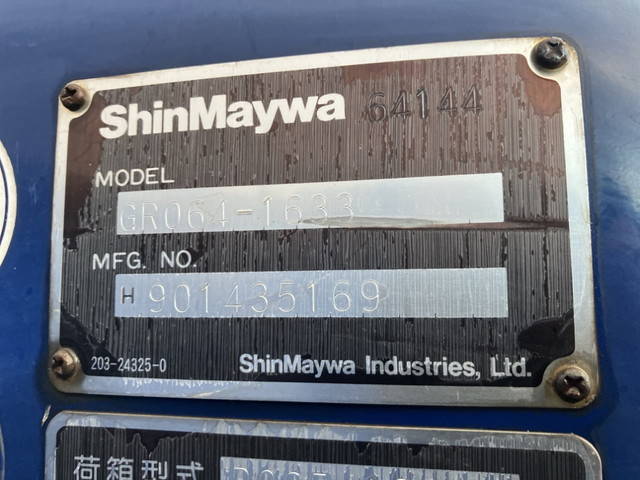 ShinMaywa 64144
MODEL
GR064-1633
MFG. NO.
H 901435169
203-24325-0 ShinMaywa Industries, Ltd.
荷箱型式